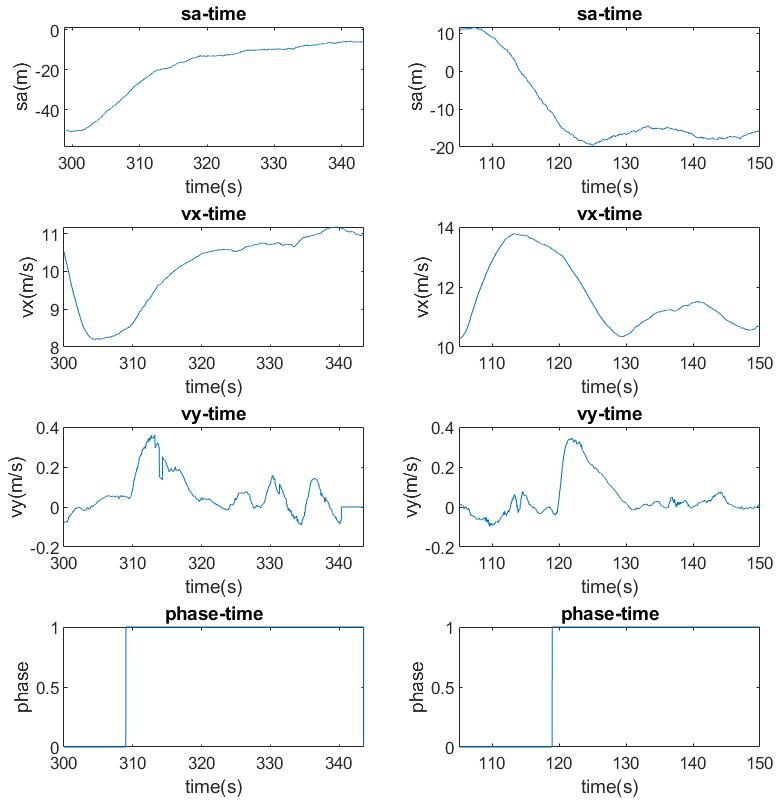 sa-time
sa(m)
0
-20
-40
300 310 320 330 340
time(s)
sa-time
sa(m)
10
0
-10
-20
110 120 130 140 150
time(s)
vx-time
vx(m/s)
11
10
9
8
300 310 320 330 340
time(s)
vx-time
vx(m/s)
14
12
10
110 120 130 140 150
time(s)
vy-time
vy(m/s)
0.4
0.2
0
-0.2
300 310 320 330 340
time(s)
vy-time
vy(m/s)
0.4
0.2
0
-0.2
110 120 130 140 150
time(s)
phase-time
phase
1
0.5
0
300 310 320 330 340
time(s)
phase-time
phase
1
0.5
0
110 120 130 140 150
time(s)